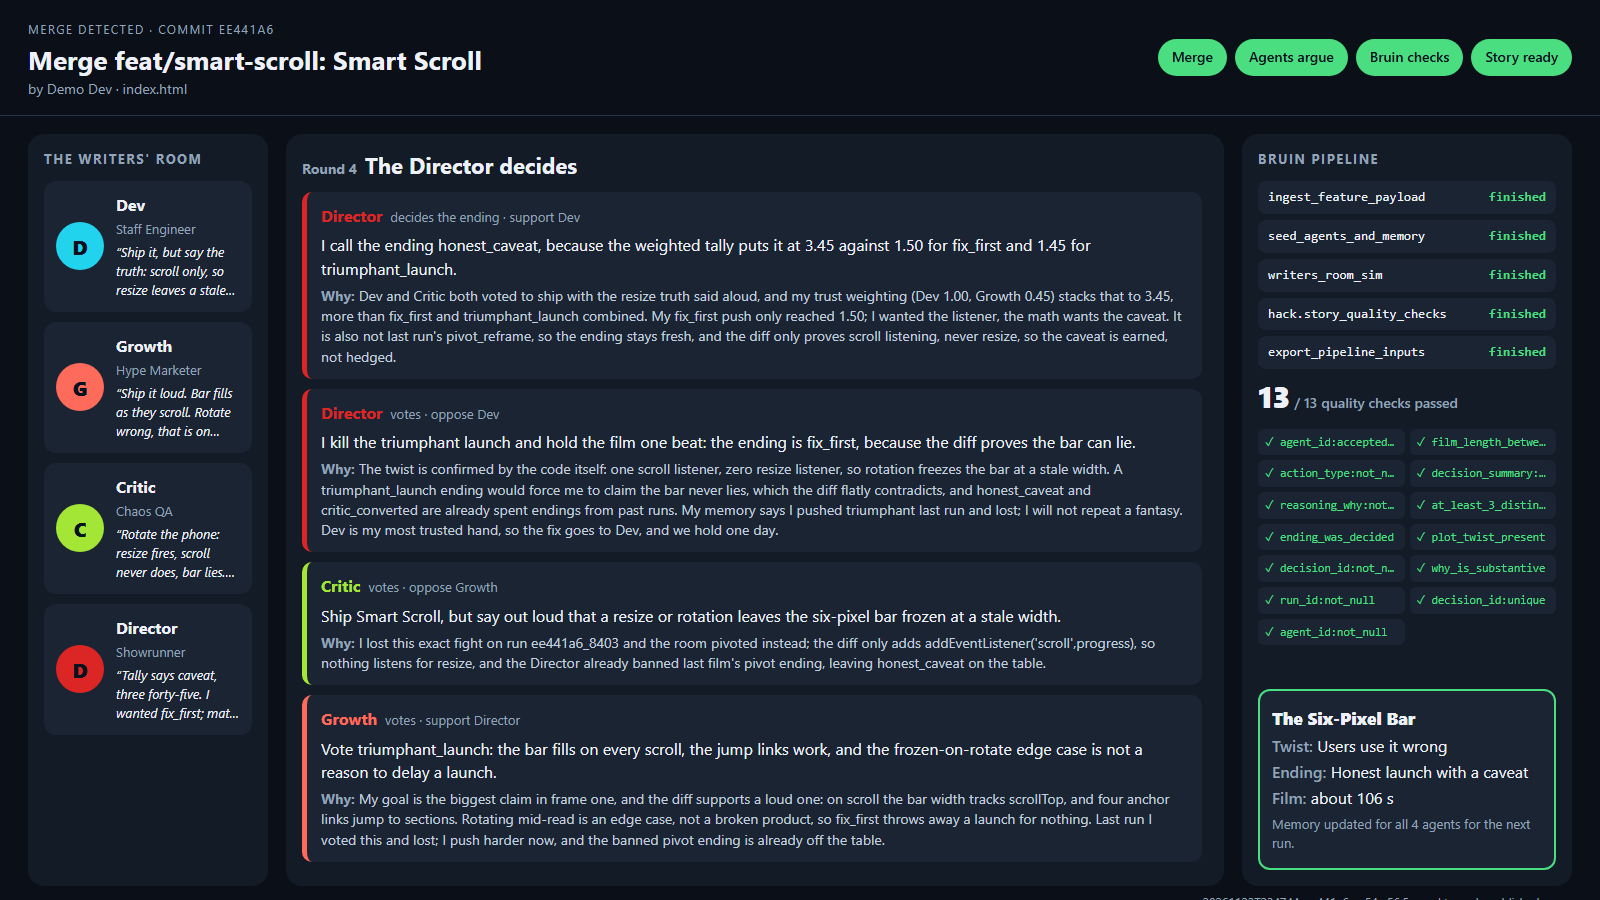 MERGE DETECTED · COMMIT EE441A6
Merge feat/smart-scroll: Smart Scroll
by Demo Dev · index.html
Merge
Agents argue
Bruin checks
Story ready
THE WRITERS' ROOM
D
Dev
Staff Engineer
“Ship it, but say the
truth: scroll only, so
resize leaves a stale…
G
Growth
Hype Marketer
“Ship it loud. Bar fills
as they scroll. Rotate
wrong, that is on…
C
Critic
Chaos QA
“Rotate the phone:
resize fires, scroll
never does, bar lies.…
D
Director
Showrunner
“Tally says caveat,
three forty-five. I
wanted fix_first; mat…
Round 4 The Director decides
Director decides the ending · support Dev
I call the ending honest_caveat, because the weighted tally puts it at 3.45 against 1.50 for fix_first and 1.45 for
triumphant_launch.
Why: Dev and Critic both voted to ship with the resize truth said aloud, and my trust weighting (Dev 1.00, Growth 0.45) stacks that to 3.45,
more than fix_first and triumphant_launch combined. My fix_first push only reached 1.50; I wanted the listener, the math wants the caveat. It
is also not last run's pivot_reframe, so the ending stays fresh, and the diff only proves scroll listening, never resize, so the caveat is earned,
not hedged.
Director votes · oppose Dev
I kill the triumphant launch and hold the film one beat: the ending is fix_first, because the diff proves the bar can lie.
Why: The twist is confirmed by the code itself: one scroll listener, zero resize listener, so rotation freezes the bar at a stale width. A
triumphant_launch ending would force me to claim the bar never lies, which the diff flatly contradicts, and honest_caveat and
critic_converted are already spent endings from past runs. My memory says I pushed triumphant last run and lost; I will not repeat a fantasy.
Dev is my most trusted hand, so the fix goes to Dev, and we hold one day.
Critic votes · oppose Growth
Ship Smart Scroll, but say out loud that a resize or rotation leaves the six-pixel bar frozen at a stale width.
Why: I lost this exact fight on run ee441a6_8403 and the room pivoted instead; the diff only adds addEventListener('scroll',progress), so
nothing listens for resize, and the Director already banned last film's pivot ending, leaving honest_caveat on the table.
Growth votes · support Director
Vote triumphant_launch: the bar fills on every scroll, the jump links work, and the frozen-on-rotate edge case is not a
reason to delay a launch.
Why: My goal is the biggest claim in frame one, and the diff supports a loud one: on scroll the bar width tracks scrollTop, and four anchor
links jump to sections. Rotating mid-read is an edge case, not a broken product, so fix_first throws away a launch for nothing. Last run I
voted this and lost; I push harder now, and the banned pivot ending is already off the table.
BRUIN PIPELINE
ingest_feature_payload finished
seed_agents_and_memory finished
writers_room_sim finished
hack.story_quality_checks finished
export_pipeline_inputs finished
13 / 13 quality checks passed
✓ agent_id:accepted… ✓ film_length_betwe…
✓ action_type:not_n… ✓ decision_summary:…
✓ reasoning_why:not… ✓ at_least_3_distin…
✓ ending_was_decided ✓ plot_twist_present
✓ decision_id:not_n… ✓ why_is_substantive
✓ run_id:not_null ✓ decision_id:unique
✓ agent_id:not_null
The Six-Pixel Bar
Twist: Users use it wrong
Ending: Honest launch with a caveat
Film: about 106 s
Memory updated for all 4 agents for the next
run.